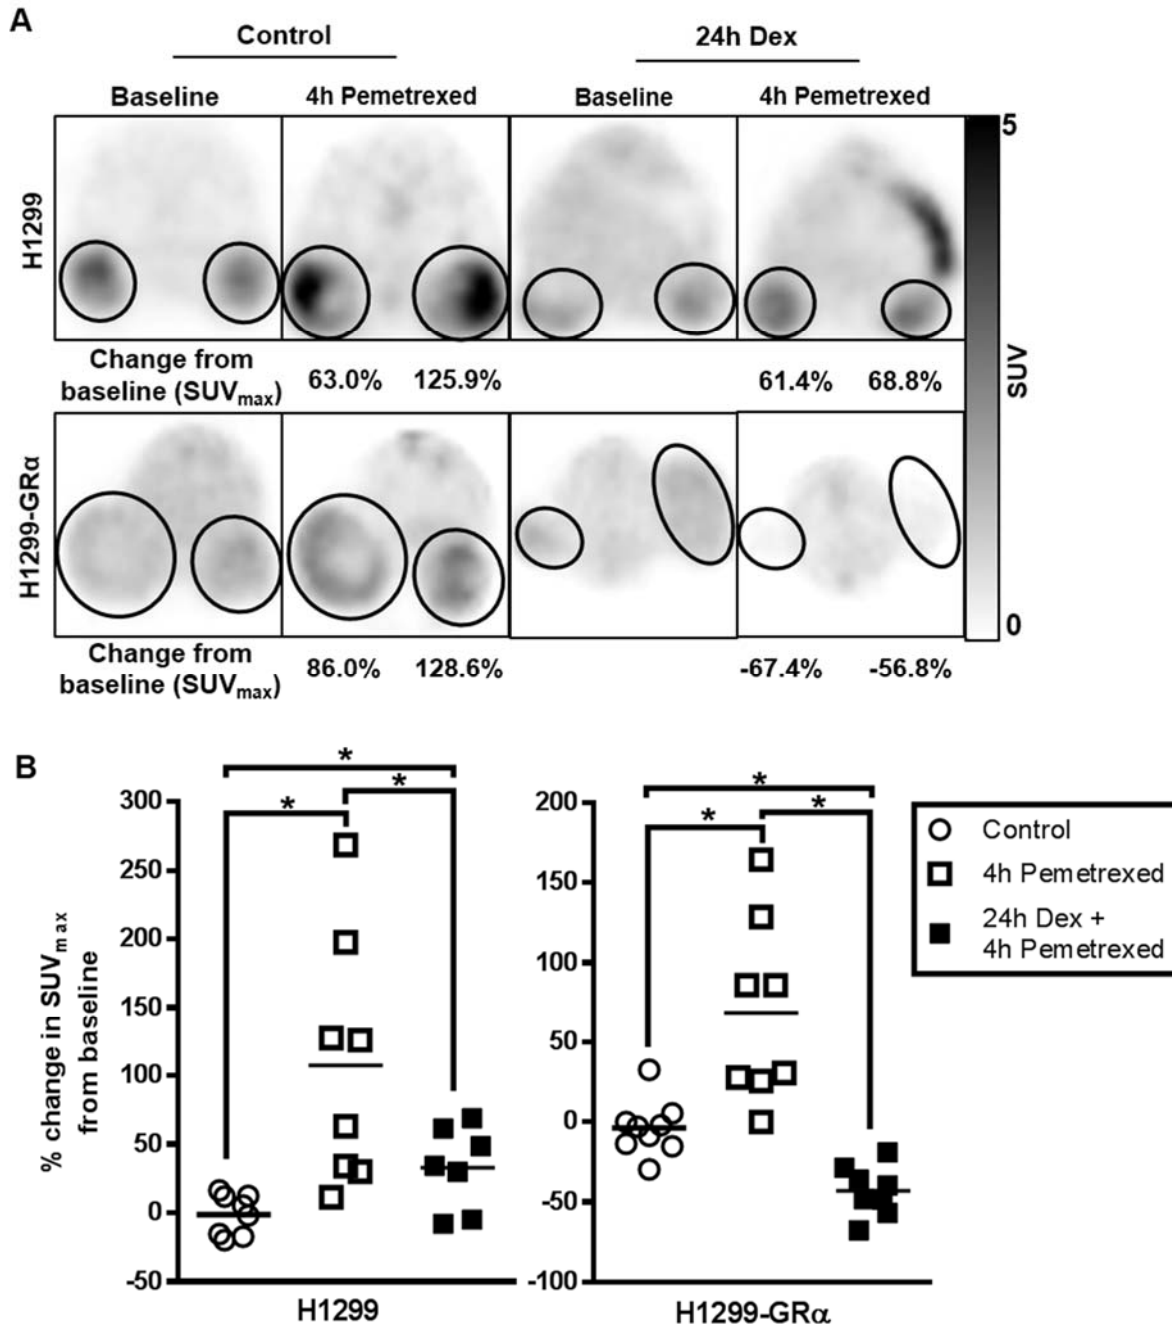 A
Control
24h Dex
Baseline
4h Pemetrexed
Baseline
4h Pemetrexed
H1299
5
SUV
0
Change from
baseline (SUVmax)
63.0%
125.9%
61.4%
68.8%
H1299-GRα
Change from
baseline (SUVmax)
86.0%
128.6%
-67.4%
-56.8%
B
% change in SUVmax
from baseline
300
250
200
150
100
50
0
-50
*
*
*
H1299
200
150
100
50
0
-50
-100
*
*
*
H1299-GRα
Control
4h Pemetrexed
24h Dex +
4h Pemetrexed